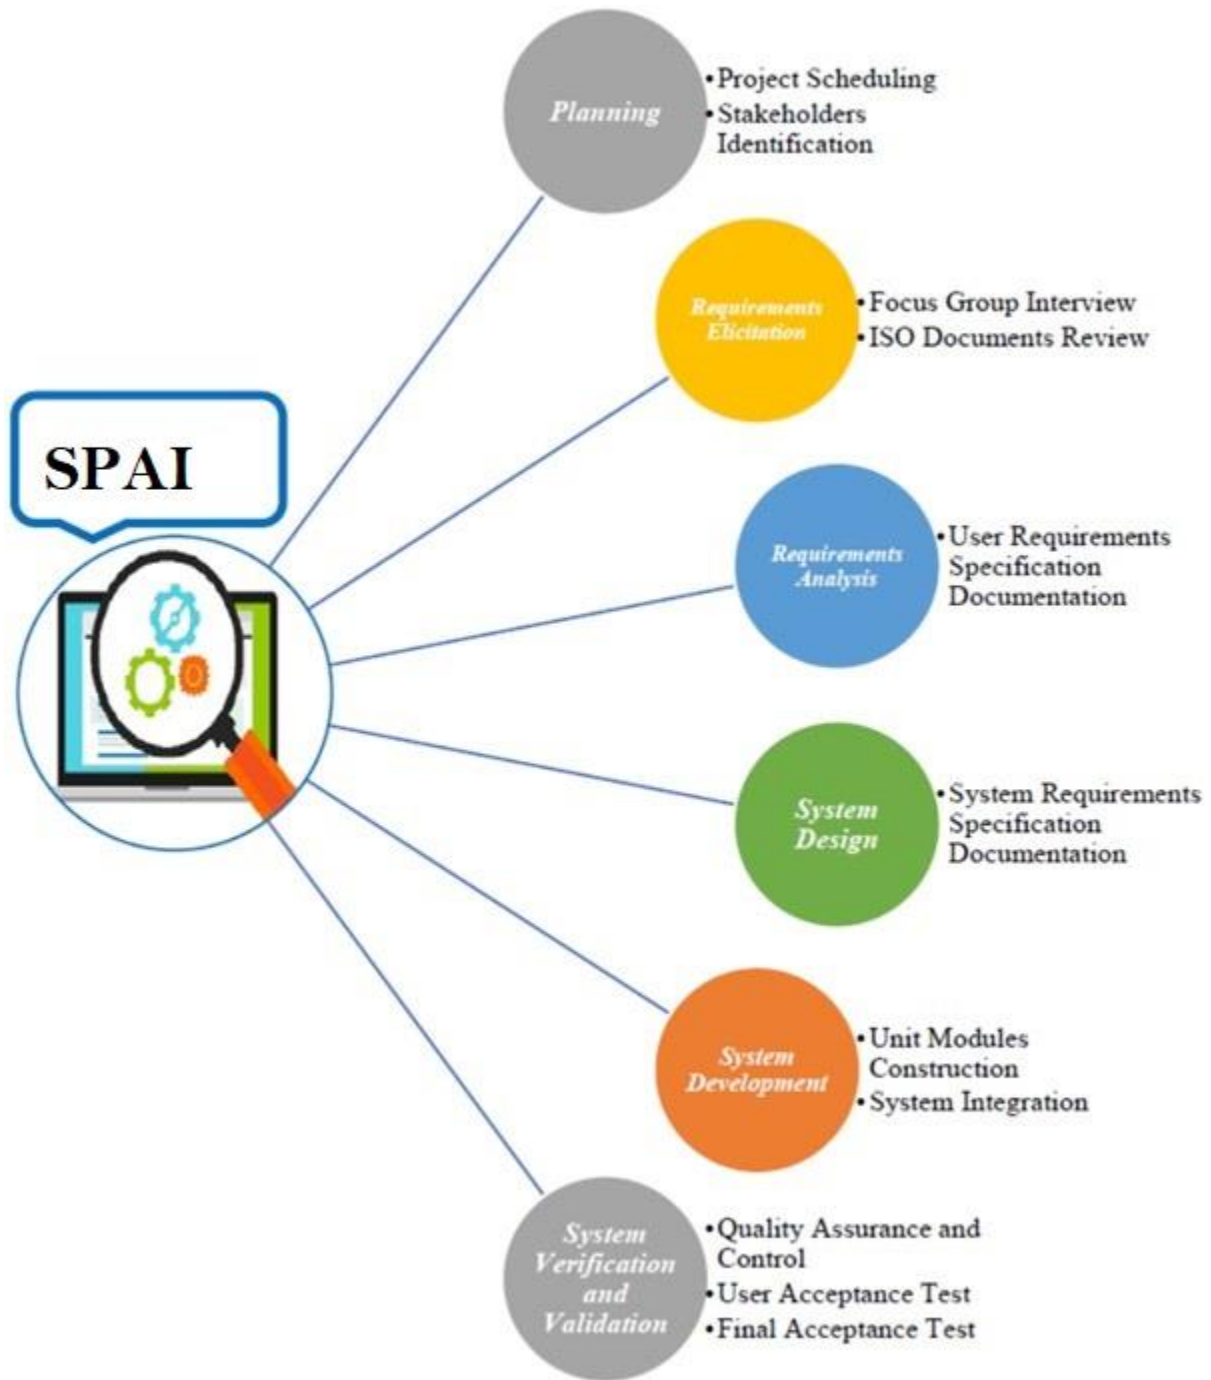 Planning
•Project Scheduling
•Stakeholders
Identification
Requirements
Elicitation
•Focus Group Interview
•ISO Documents Review
SPAI
Requirements
Analysis
•User Requirements
Specification
Documentation
System
Design
•System Requirements
Specification
Documentation
System
Development
•Unit Modules
Construction
•System Integration
System
Verification
and
Validation
•Quality Assurance and
Control
•User Acceptance Test
•Final Acceptance Test